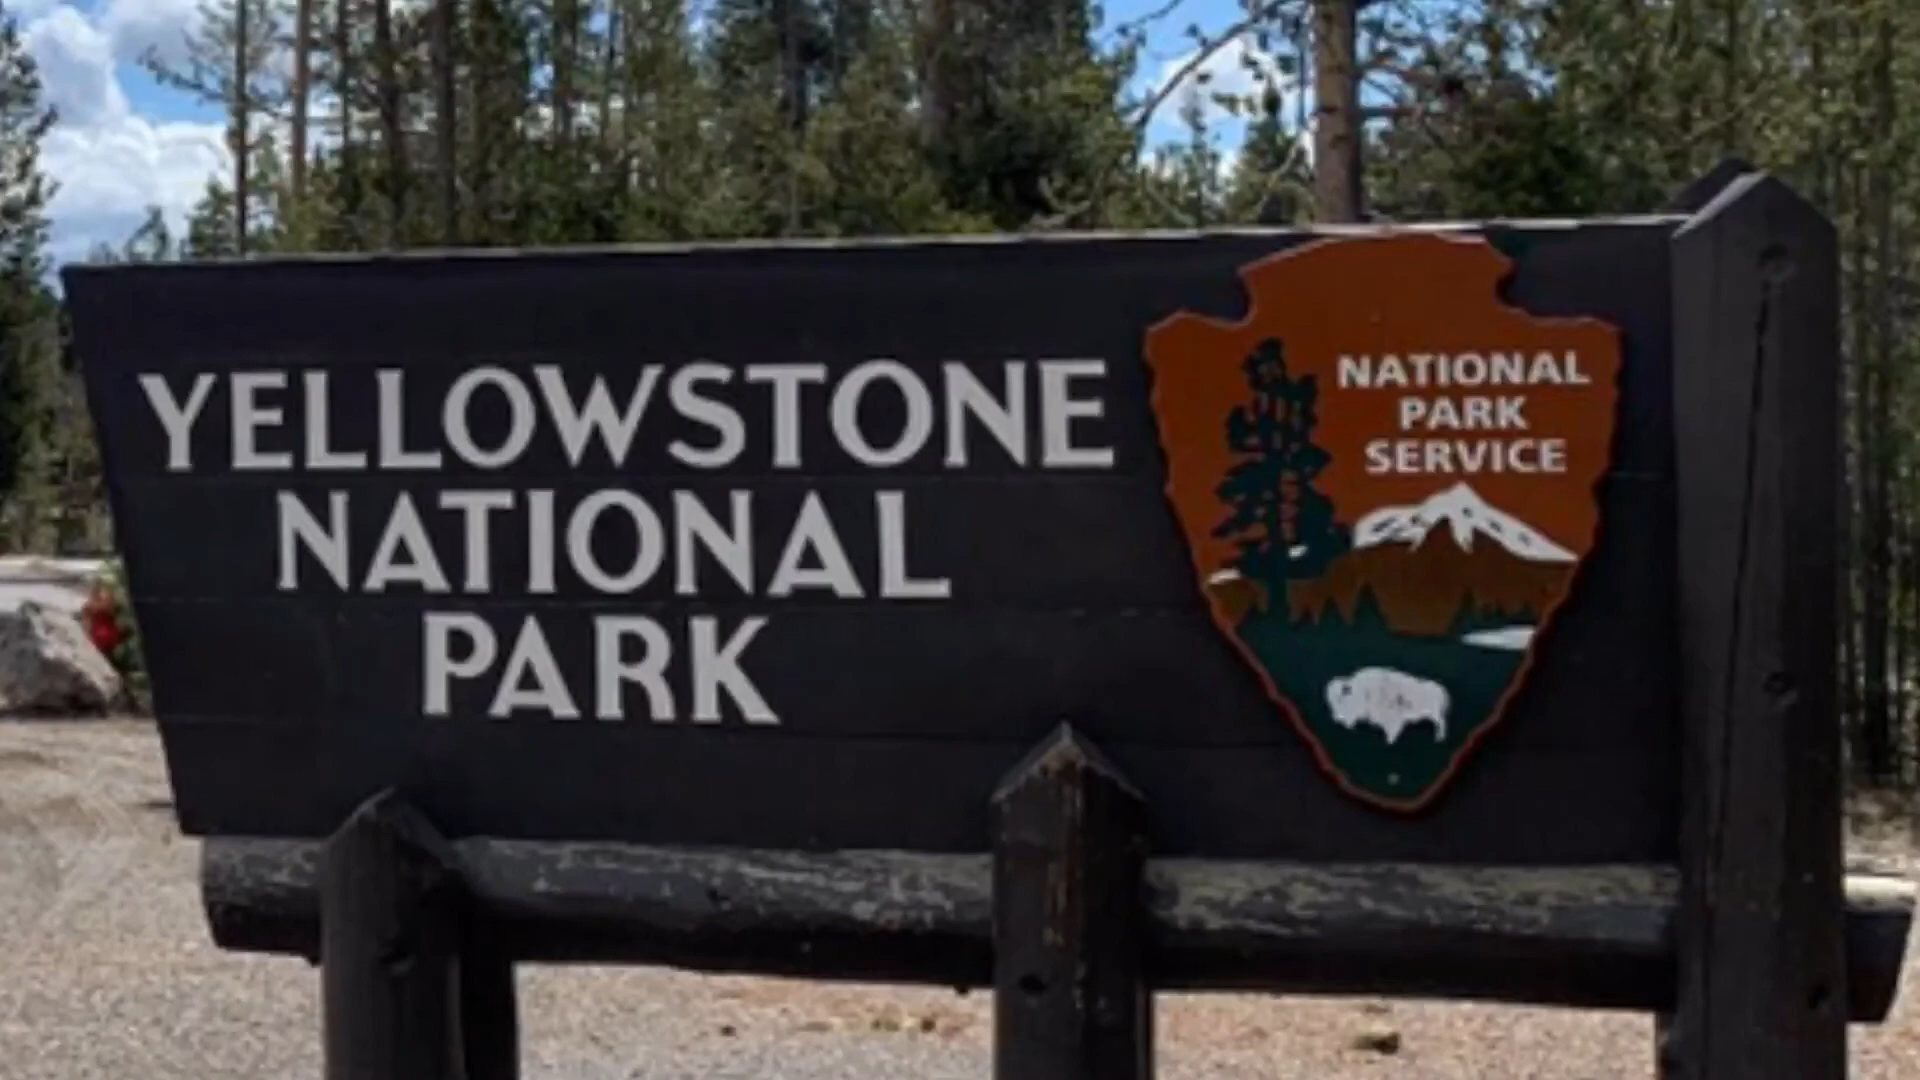 YELLOWSTONE
NATIONAL
PARK
NATIONAL
PARK
SERVICE